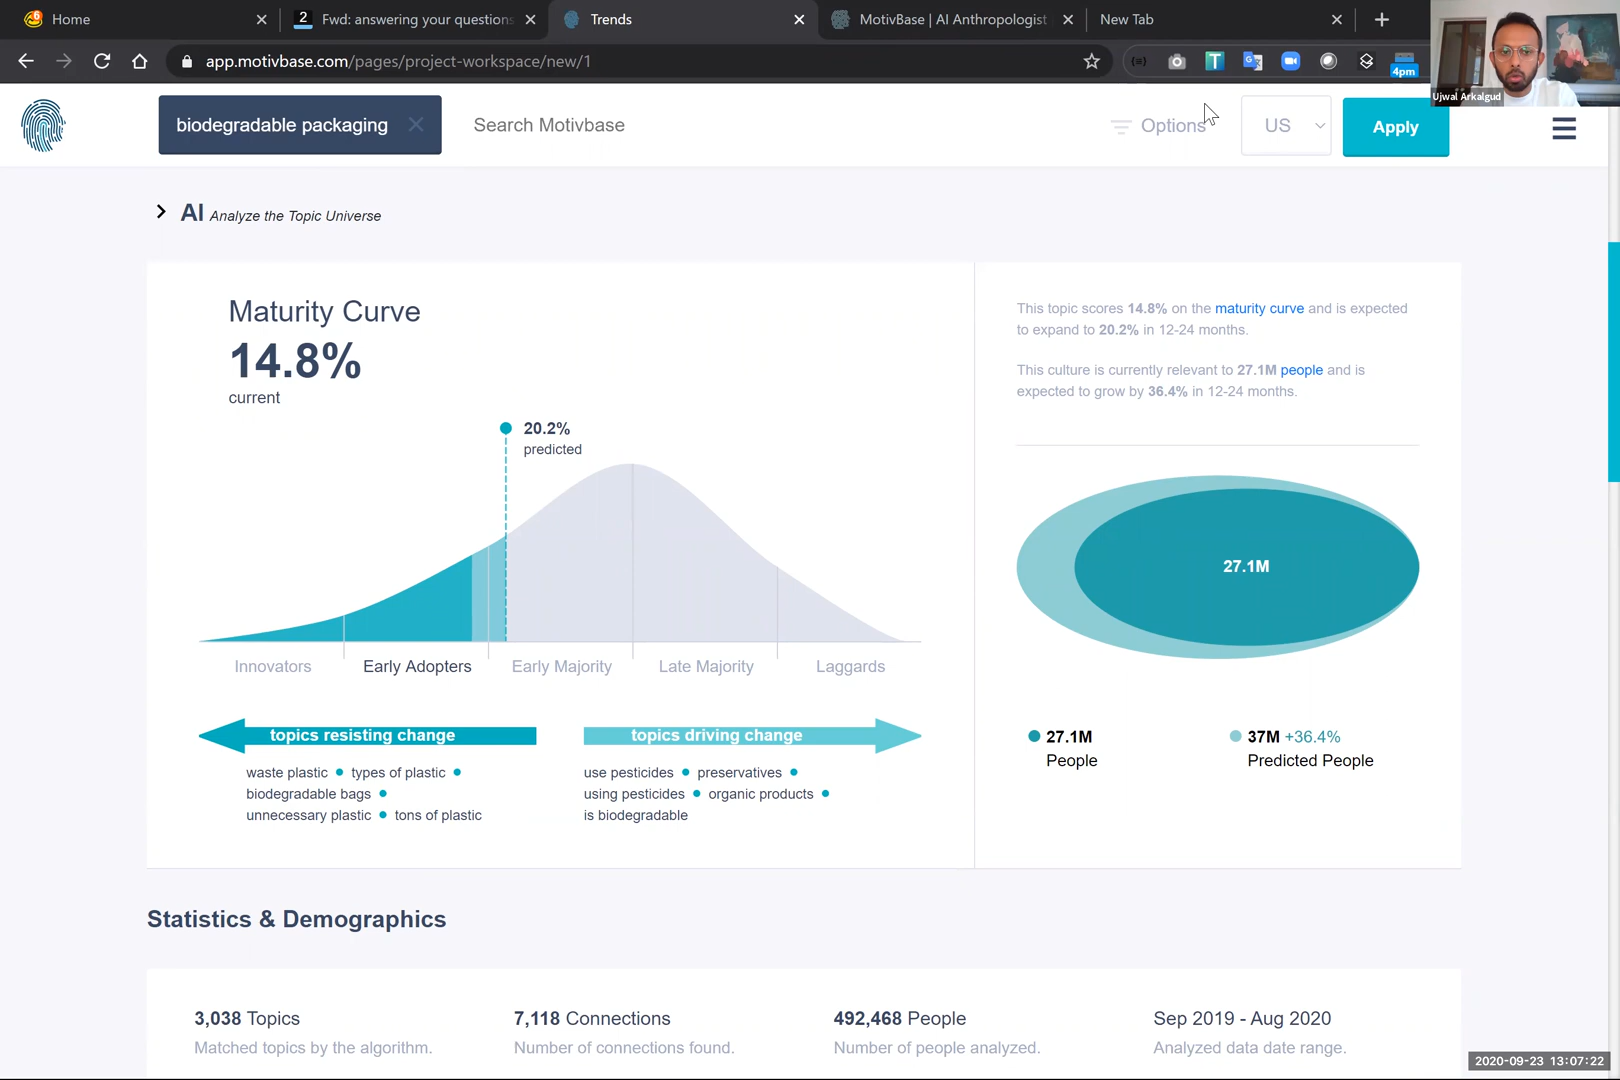 Home
2 Fwd: answering your questions
Trends
MotivBase | AI Anthropologist
New Tab
app.motivbase.com/pages/project-workspace/new/1
4pm
Ujwal Arkalgud
biodegradable packaging
Search Motivbase
Options
US
Apply
AI Analyze the Topic Universe
Maturity Curve
14.8%
current
20.2%
predicted
Innovators
Early Adopters
Early Majority
Late Majority
Laggards
topics resisting change
topics driving change
waste plastic • types of plastic •
biodegradable bags •
unnecessary plastic • tons of plastic
use pesticides • preservatives •
using pesticides • organic products •
is biodegradable
This topic scores 14.8% on the maturity curve and is expected
to expand to 20.2% in 12-24 months.
This culture is currently relevant to 27.1M people and is
expected to grow by 36.4% in 12-24 months.
27.1M
27.1M
People
37M +36.4%
Predicted People
Statistics & Demographics
3,038 Topics
Matched topics by the algorithm.
7,118 Connections
Number of connections found.
492,468 People
Number of people analyzed.
Sep 2019 - Aug 2020
Analyzed data date range.
2020-09-23 13:07:22